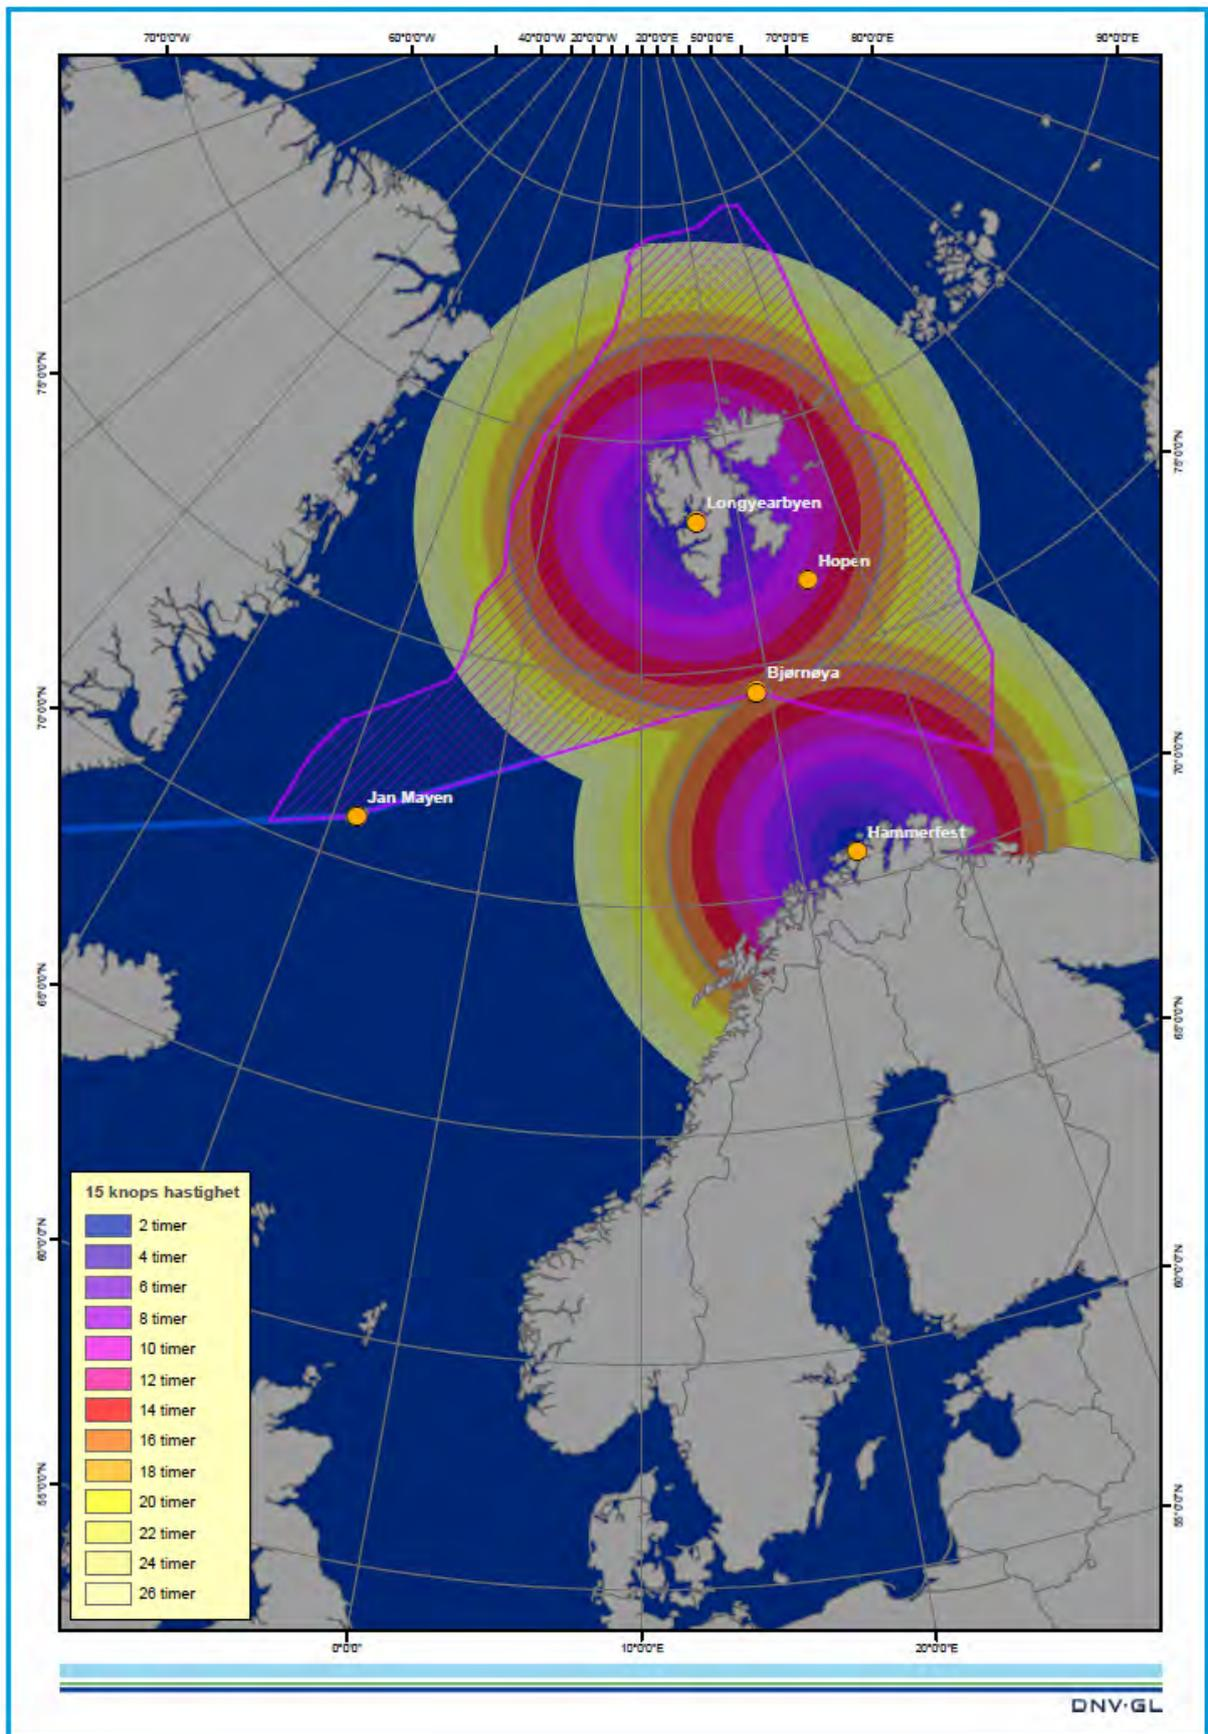 70°0'0"W 60°0'0"W 40°0'0"W 20°0'0"W 20°0'0"E 50°0'0"E 70°0'0"E 80°0'0"E 90°0'0"E
75°0'0"N
75°0'0"N
Longyearbyen
Hopen
Bjørnøya
70°0'0"N
70°0'0"N
Jan Mayen
Hammerfest
65°0'0"N
65°0'0"N
15 knops hastighet
2 timer
4 timer
6 timer
8 timer
10 timer
12 timer
14 timer
16 timer
18 timer
20 timer
22 timer
24 timer
26 timer
60°0'0"N
60°0'0"N
55°0'0"N
55°0'0"N
0°0'0" 10°0'0"E 20°0'0"E
DNV·GL